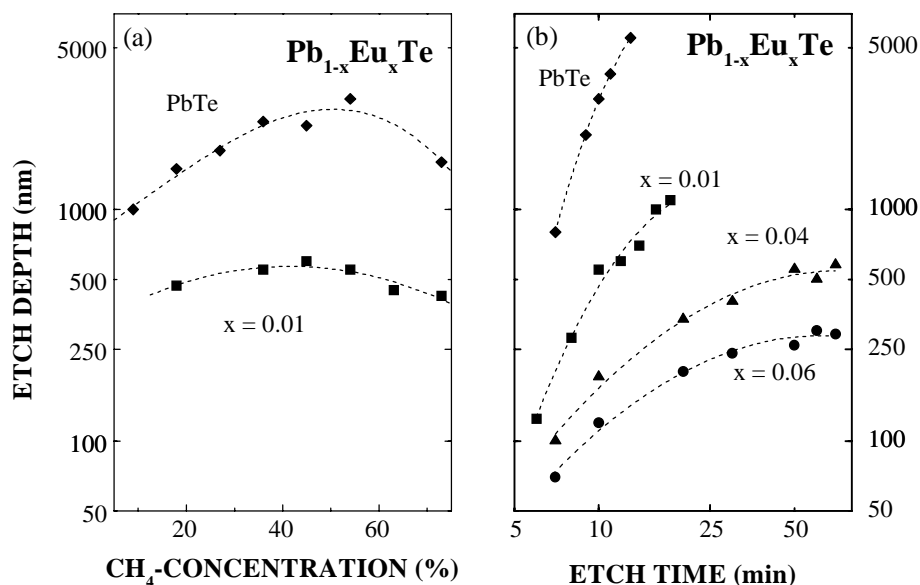 (a)
Pb1-xEuxTe
5000
PbTe
1000
500
x = 0.01
250
100
50
20 40 60
CH4-CONCENTRATION (%)
ETCH DEPTH (nm)
(b)
Pb1-xEuxTe
5000
PbTe
x = 0.01
1000
x = 0.04
500
250
x = 0.06
100
50
5 10 25 50
ETCH TIME (min)